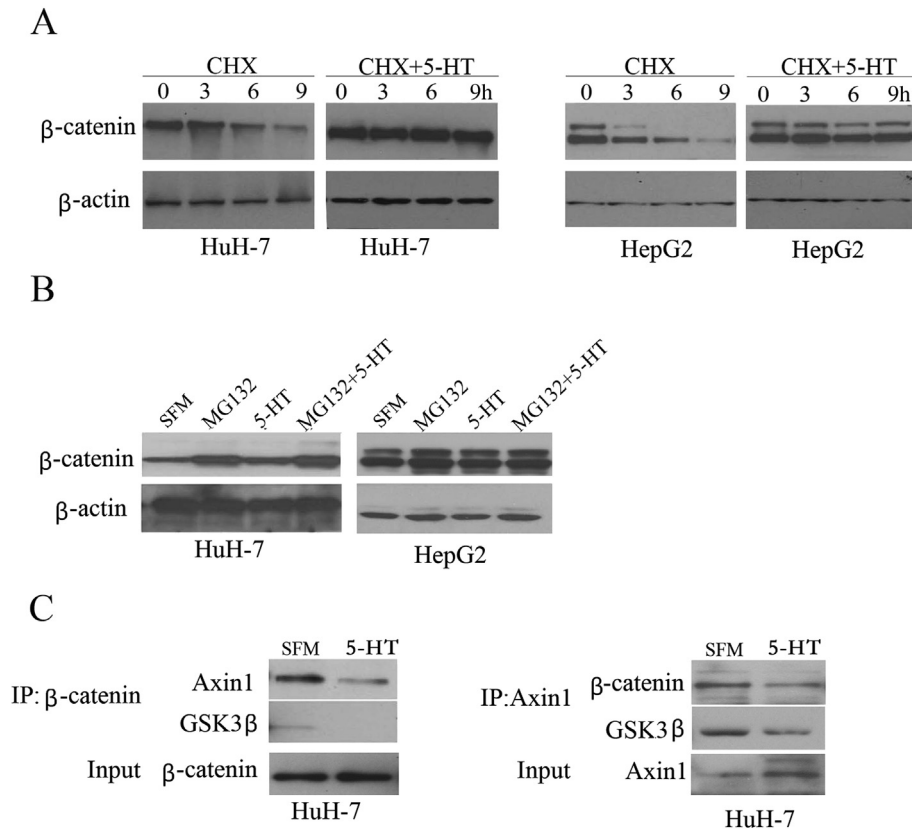 A
CHX CHX+5-HT CHX CHX+5-HT
0 3 6 9 0 3 6 9h 0 3 6 9 0 3 6 9h
β-catenin
β-actin
HuH-7 HuH-7 HepG2 HepG2
B
SFM MG132 5-HT MG132+5-HT SFM MG132 5-HT MG132+5-HT
β-catenin
β-actin
HuH-7 HepG2
C
SFM 5-HT SFM 5-HT
IP: β-catenin Axin1 IP:Axin1 β-catenin
GSK3β GSK3β
Input β-catenin Input Axin1
HuH-7 HuH-7